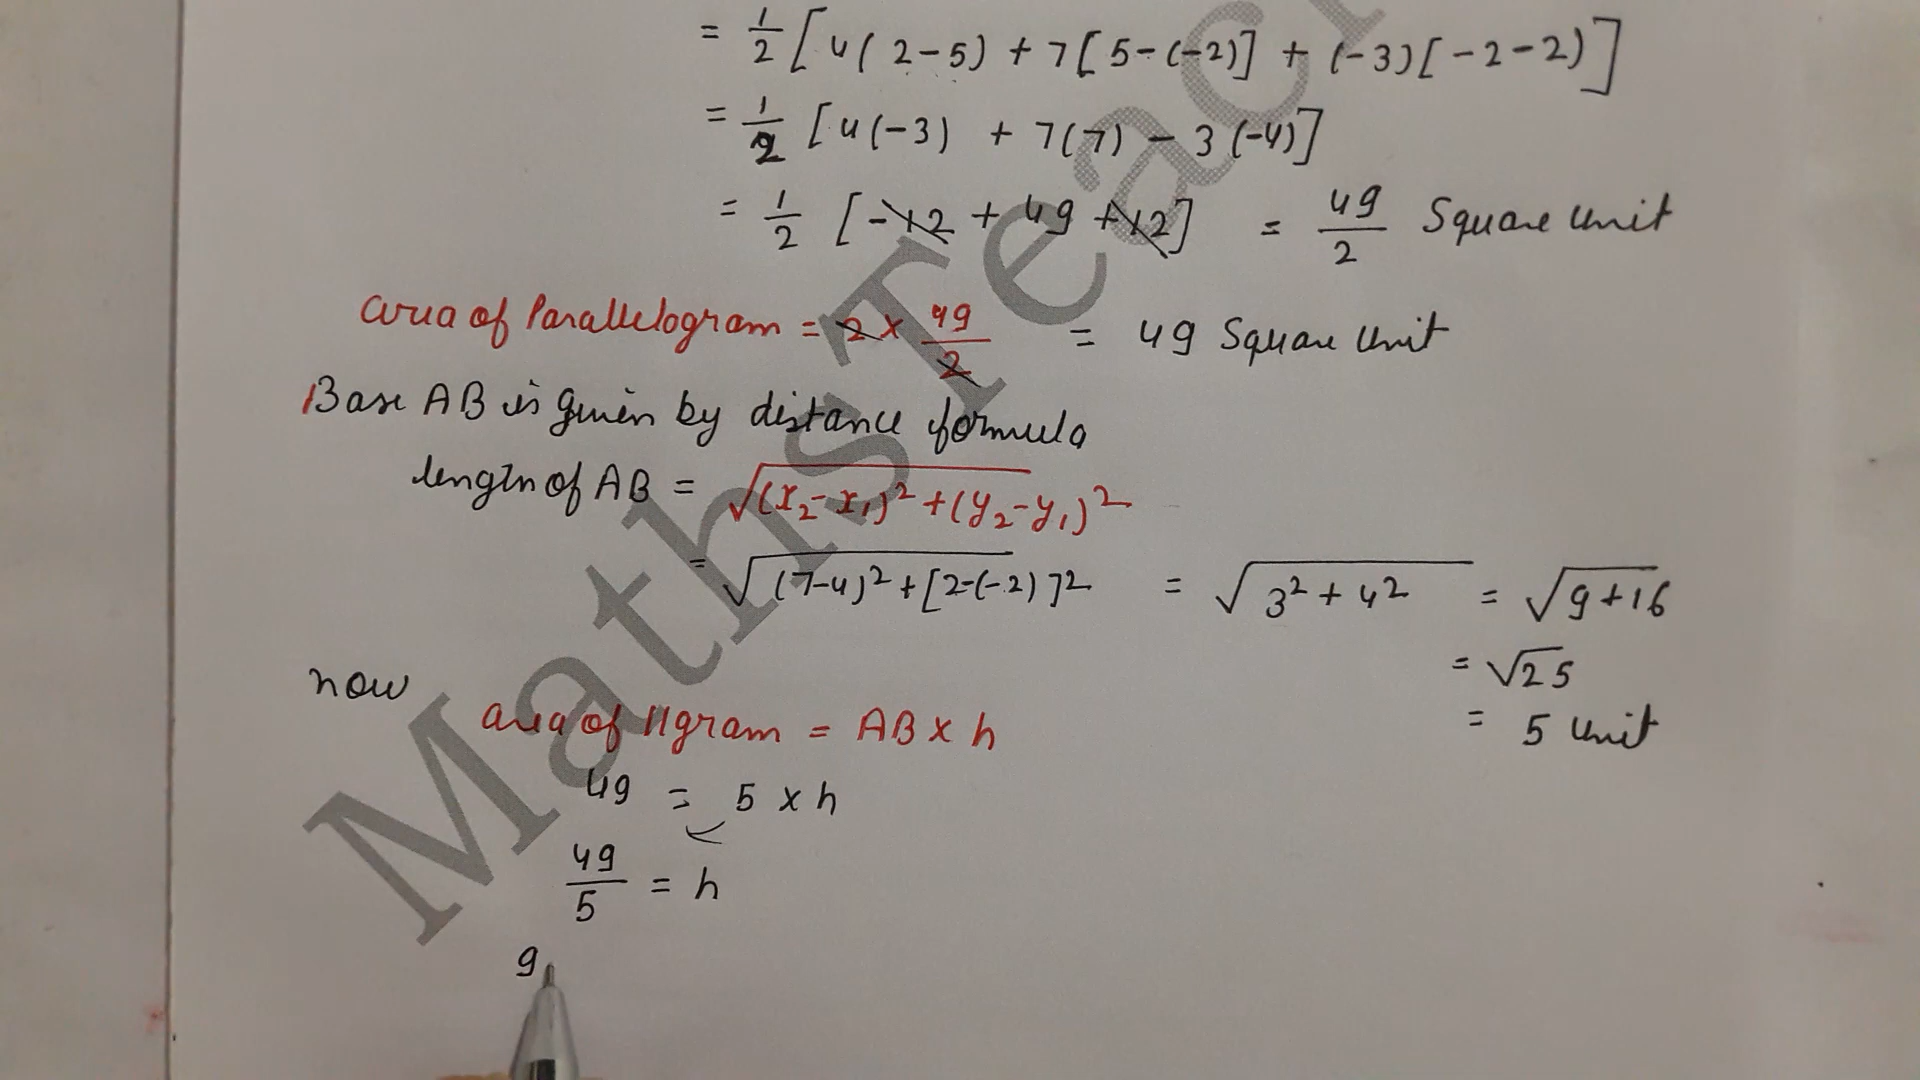 = 1/2 [4(2-5) + 7[5-(-2)] + (-3)[-2-2)]
= 1/2 [4(-3) + 7(7) - 3(-4)]
= 1/2 [-12 + 49 +12] = 49/2 Square unit
area of Parallelogram = 2 × 49/2 = 49 Square unit
Base AB is given by distance formula
length of AB = √(x₂-x₁)² + (y₂-y₁)²
= √(7-4)² + [2-(-2)]² = √3² + 4² = √9+16
= √25
now
= 5 unit
area of ||gram = AB × h
49 = 5 × h
49/5 = h
9
Maths Teac